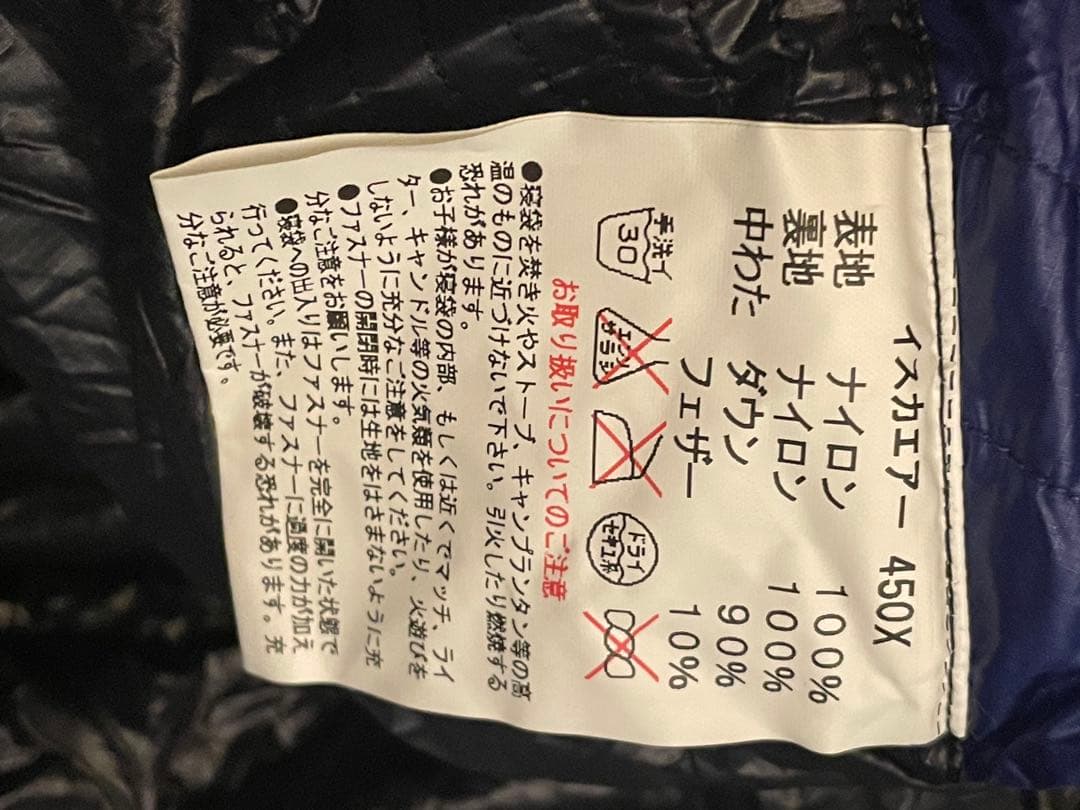 イスカエアー 450X
表地 ナイロン 100%
裏地 ナイロン 100%
中わた ダウン 90%
フェザー 10%
手洗イ 30
エンソサラシ
ドライ セキユ系
お取り扱いについてのご注意
●寝袋を焚き火やストーブ、キャンプランタン等の高
温のものに近づけないで下さい。引火したり燃焼する
恐れがあります。
●お子様が寝袋の内部、もしくは近くでマッチ、ライ
ター、キャンドル等の火気類を使用したり、火遊びを
しないように充分なご注意をしてください。
●ファスナーの開閉時には生地をはさまないように充
分なご注意をお願いします。
●寝袋への出入りはファスナーを完全に開いた状態で
行ってください。また、ファスナーに過度の力が加え
られると、ファスナーが破壊する恐れがあります。充
分なご注意が必要です。